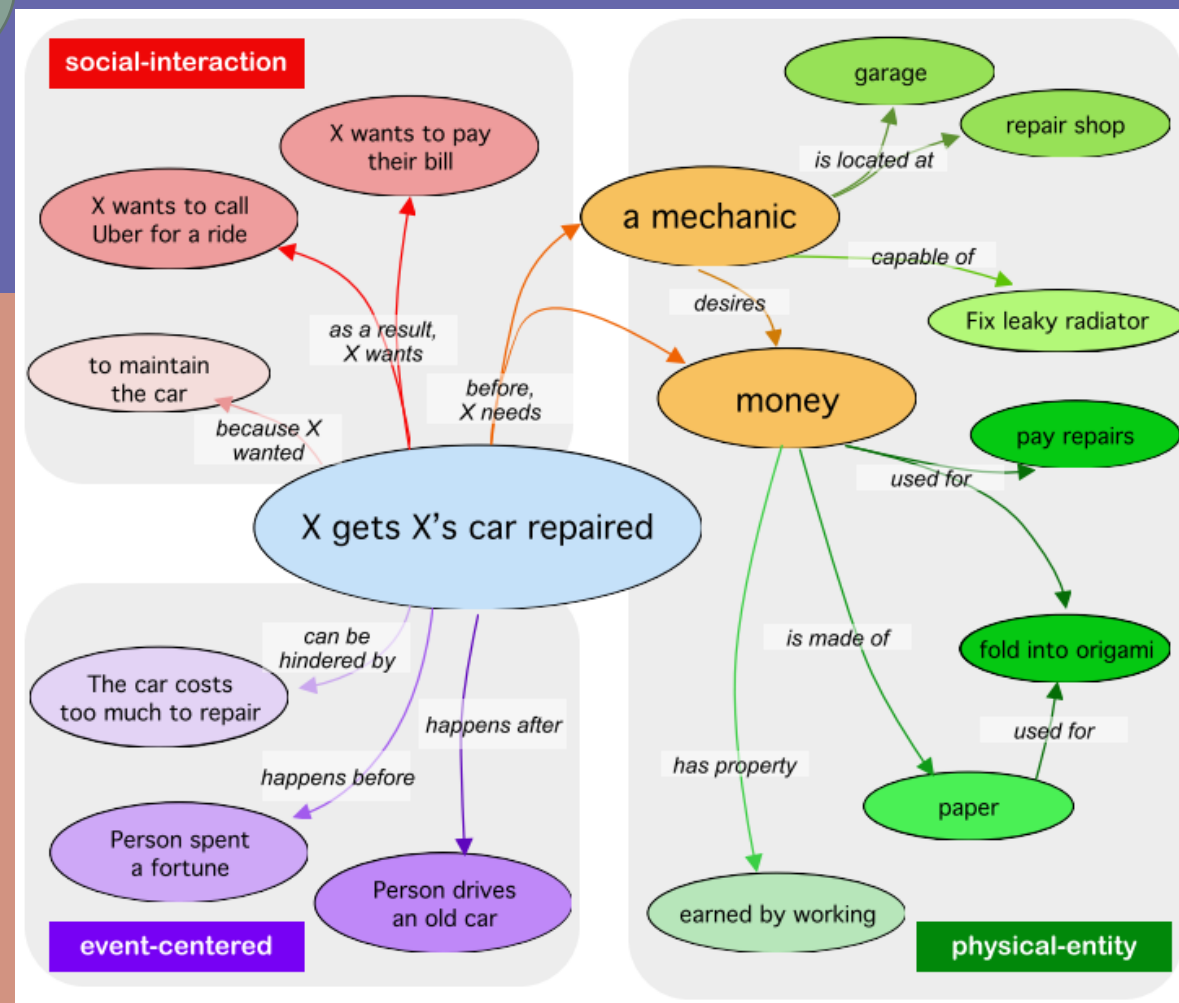 social-interaction
X wants to pay
their bill
X wants to call
Uber for a ride
as a result,
X wants
to maintain
the car
because X
wanted
before,
X needs
X gets X's car repaired
garage
repair shop
is located at
a mechanic
capable of
desires
Fix leaky radiator
money
pay repairs
used for
is made of
fold into origami
used for
has property
paper
earned by working
physical-entity
can be
hindered by
The car costs
too much to repair
happens after
happens before
Person spent
a fortune
Person drives
an old car
event-centered